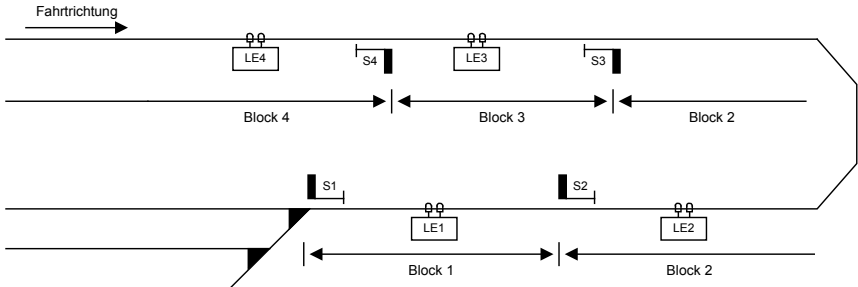 Fahrtrichtung
LE4
S4
LE3
S3
Block 4
Block 3
Block 2
S1
S2
LE1
LE2
Block 1
Block 2